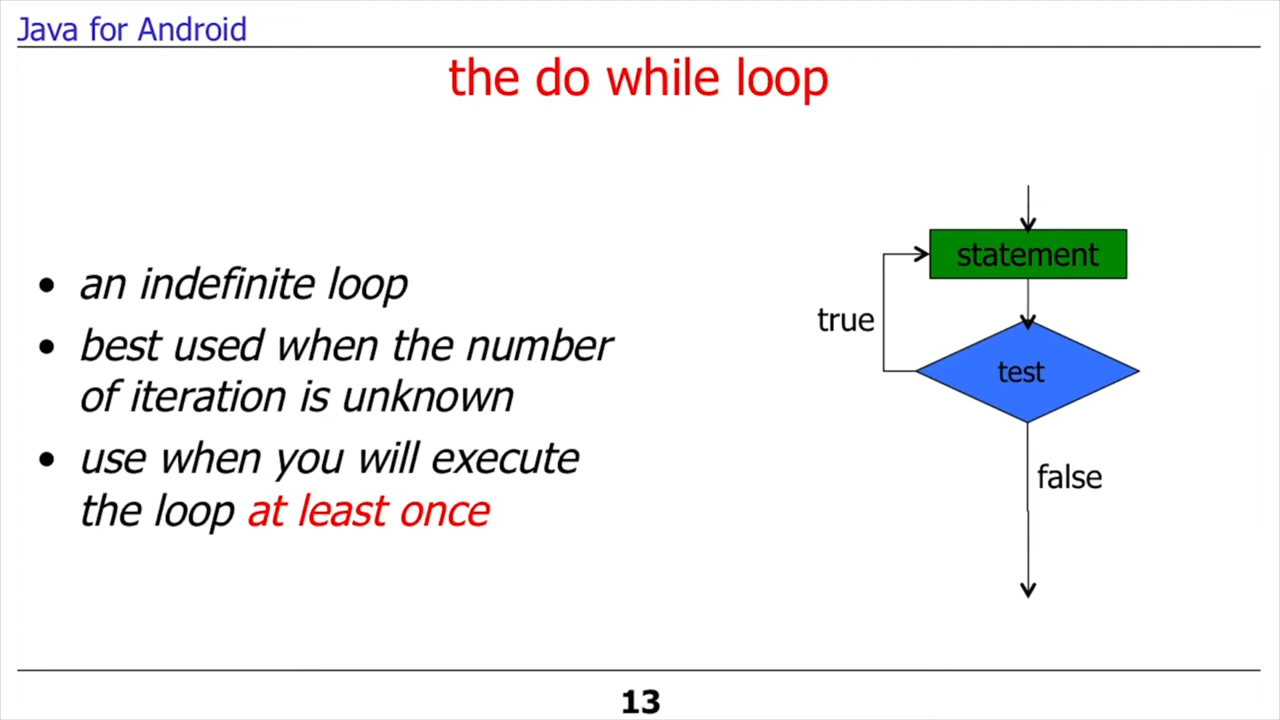 Java for Android
the do while loop
• an indefinite loop
• best used when the number
of iteration is unknown
• use when you will execute
the loop at least once
statement
true
test
false
13